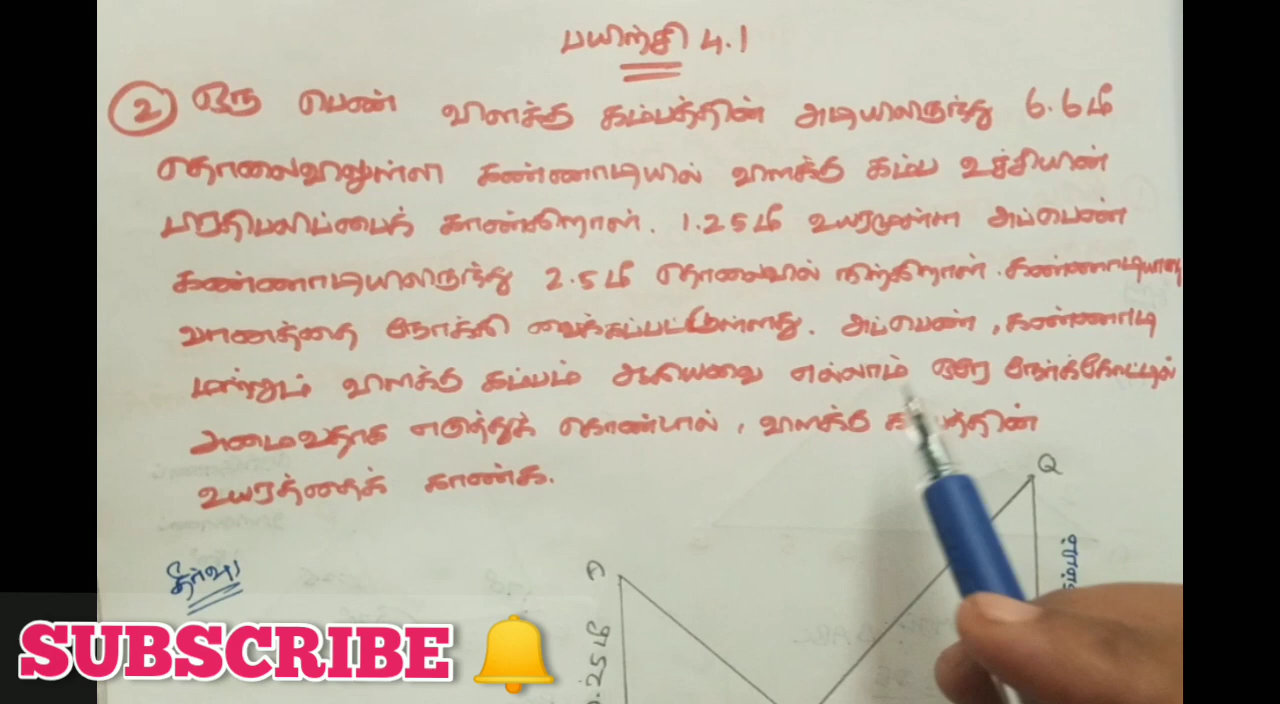 பயிற்சி 4.1
② ஒரு பெண் விளக்கு கம்பத்தின் அடியிலிருந்து 6.6மீ
தொலைவிலுள்ள கண்ணாடியில் விளக்கு கம்ப உச்சியின்
பிரதிபலிப்பைக் காண்கிறாள். 1.25மீ உயரமுள்ள அப்பெண்
கண்ணாடியிலிருந்து 2.5மீ தொலைவில் நிற்கிறாள். கண்ணாடியானது
வானத்தை நோக்கி வைக்கப்பட்டுள்ளது. அப்பெண், கண்ணாடி
மற்றும் விளக்கு கம்பம் ஆகியவை எல்லாம் ஒரே நேர்க்கோட்டில்
அமைவதாக எடுத்துக் கொண்டால், விளக்கு கம்பத்தின்
உயரத்தைக் காண்க.
Q
தீர்வு
.25மீ
SUBSCRIBE